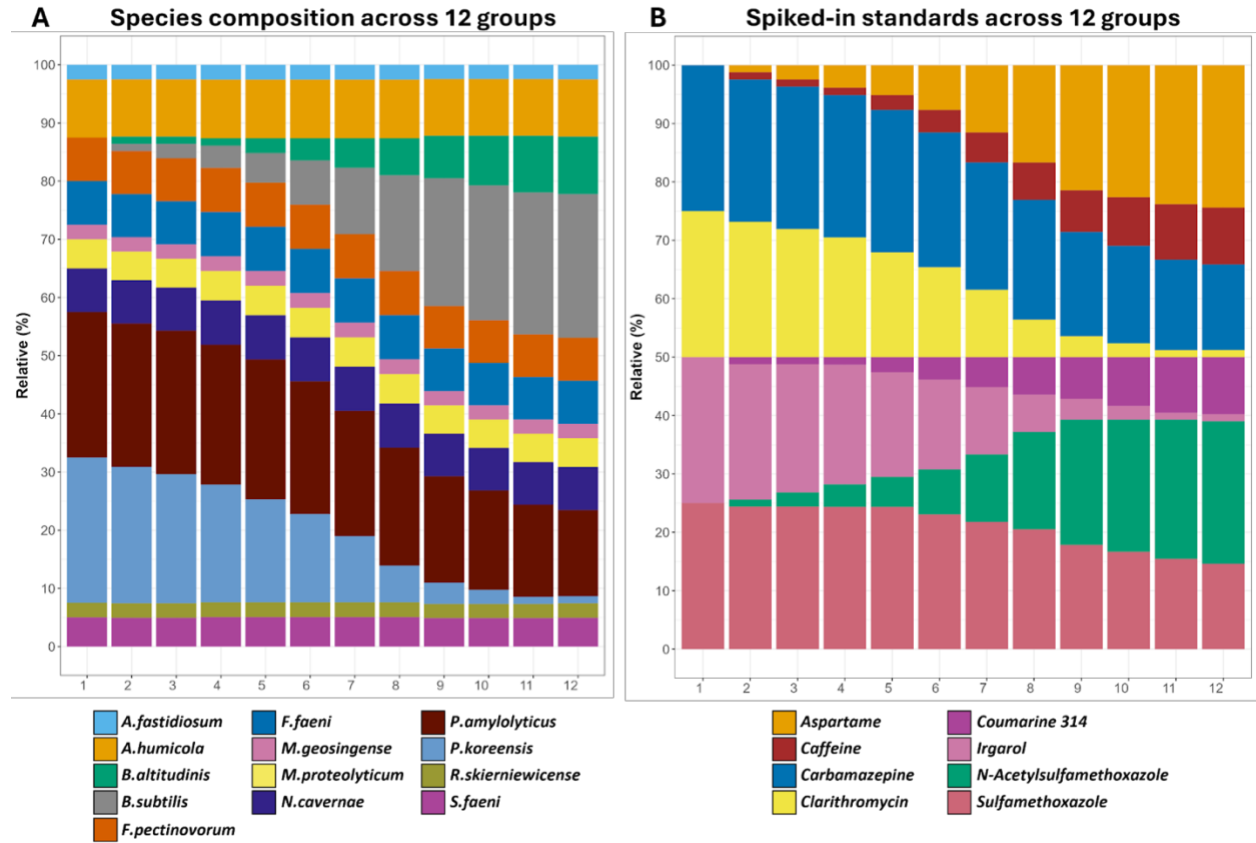 A Species composition across 12 groups
Relative (%)
100
90
80
70
60
50
40
30
20
10
0
1 2 3 4 5 6 7 8 9 10 11 12
A.fastidiosum F.faeni P.amylolyticus
A.humicola M.geosingense P.koreensis
B.altitudinis M.proteolyticum R.skierniewicense
B.subtilis N.cavernae S.faeni
F.pectinovorum
B Spiked-in standards across 12 groups
Relative (%)
100
90
80
70
60
50
40
30
20
10
0
1 2 3 4 5 6 7 8 9 10 11 12
Aspartame Coumarine 314
Caffeine Irgarol
Carbamazepine N-Acetylsulfamethoxazole
Clarithromycin Sulfamethoxazole